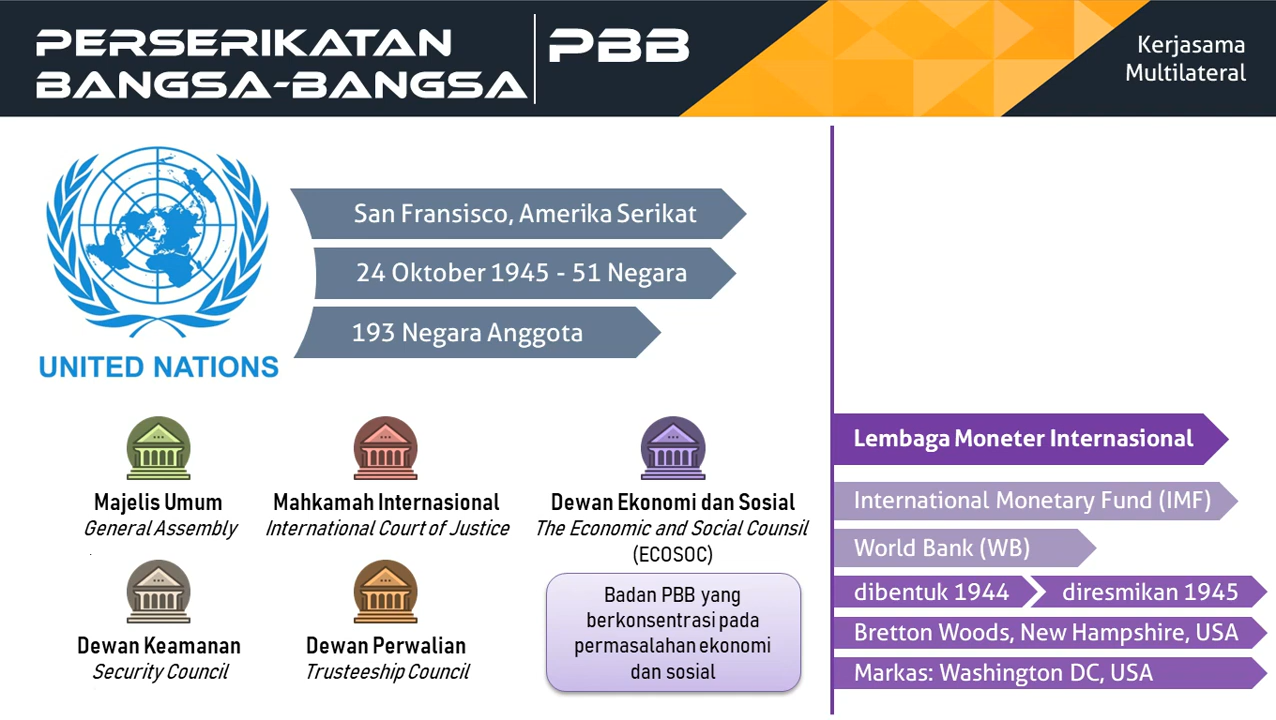 PERSERIKATAN
BANGSA-BANGSA
PBB
Kerjasama
Multilateral
UNITED NATIONS
San Fransisco, Amerika Serikat
24 Oktober 1945 - 51 Negara
193 Negara Anggota
Majelis Umum
General Assembly
Mahkamah Internasional
International Court of Justice
Dewan Ekonomi dan Sosial
The Economic and Social Counsil
(ECOSOC)
Dewan Keamanan
Security Council
Dewan Perwalian
Trusteeship Council
Badan PBB yang
berkonsentrasi pada
permasalahan ekonomi
dan sosial
Lembaga Moneter Internasional
International Monetary Fund (IMF)
World Bank (WB)
dibentuk 1944
diresmikan 1945
Bretton Woods, New Hampshire, USA
Markas: Washington DC, USA